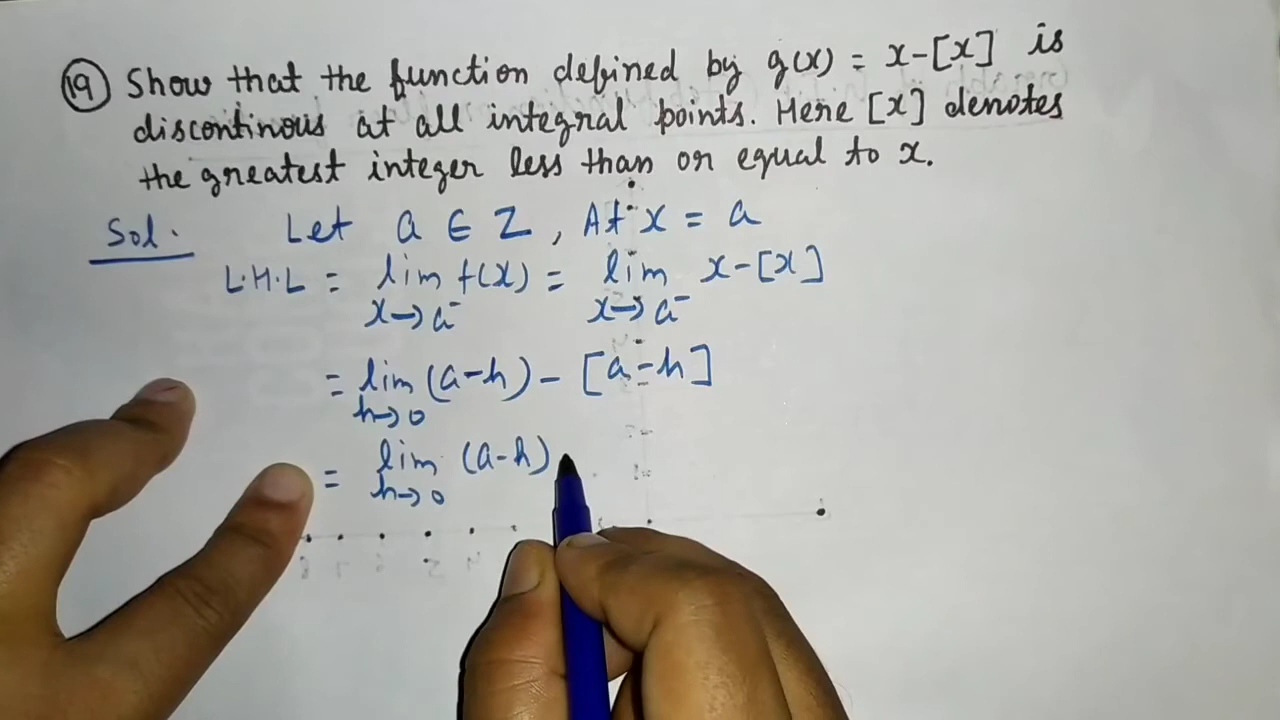 19 Show that the function defined by g(x) = x-[x] is
discontinous at all integral points. Here [x] denotes
the greatest integer less than or equal to x.
Sol. Let a ∈ Z, At x = a
L.H.L = lim f(x) = lim x-[x]
x→a⁻ x→a⁻
= lim (a-h) - [a-h]
h→0
= lim (a-h)
h→0